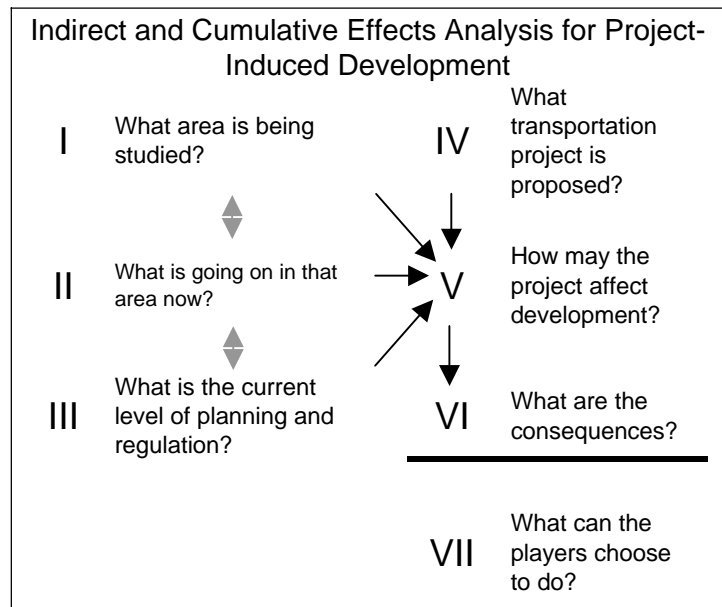 Indirect and Cumulative Effects Analysis for Project-
Induced Development
I
What area is being
studied?
II
What is going on in that
area now?
III
What is the current
level of planning and
regulation?
IV
What
transportation
project is
proposed?
V
How may the
project affect
development?
VI
What are the
consequences?
VII
What can the
players choose
to do?